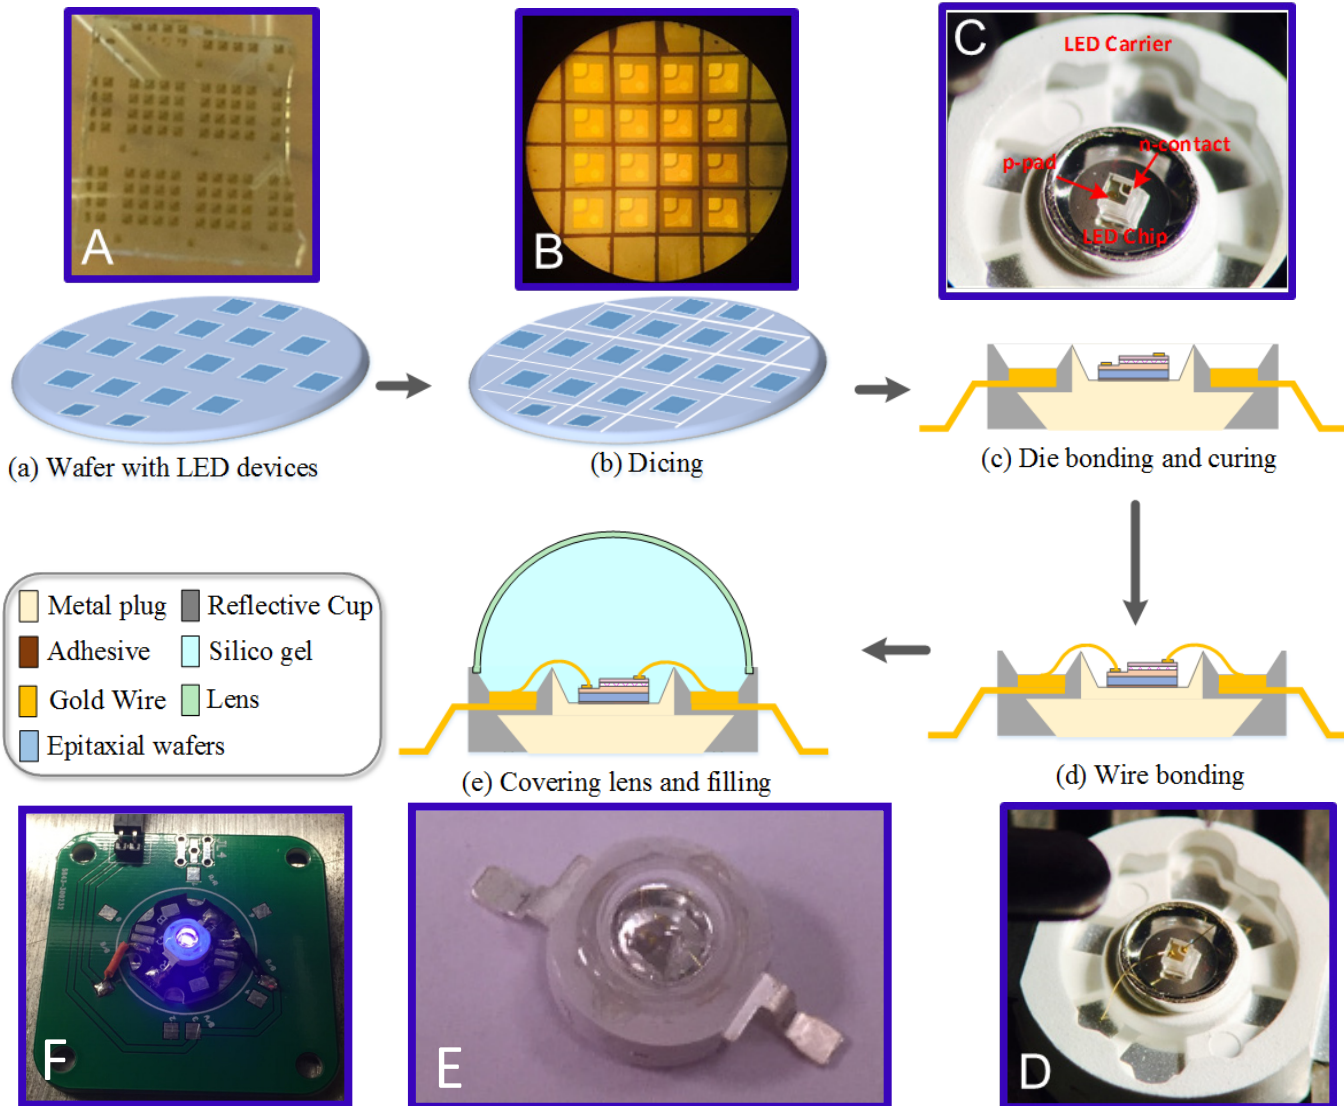 A
B
C
LED Carrier
n-contact
p-pad
LED Chip
(a) Wafer with LED devices
(b) Dicing
(c) Die bonding and curing
Metal plug
Reflective Cup
Adhesive
Silico gel
Gold Wire
Lens
Epitaxial wafers
(e) Covering lens and filling
(d) Wire bonding
F
E
D